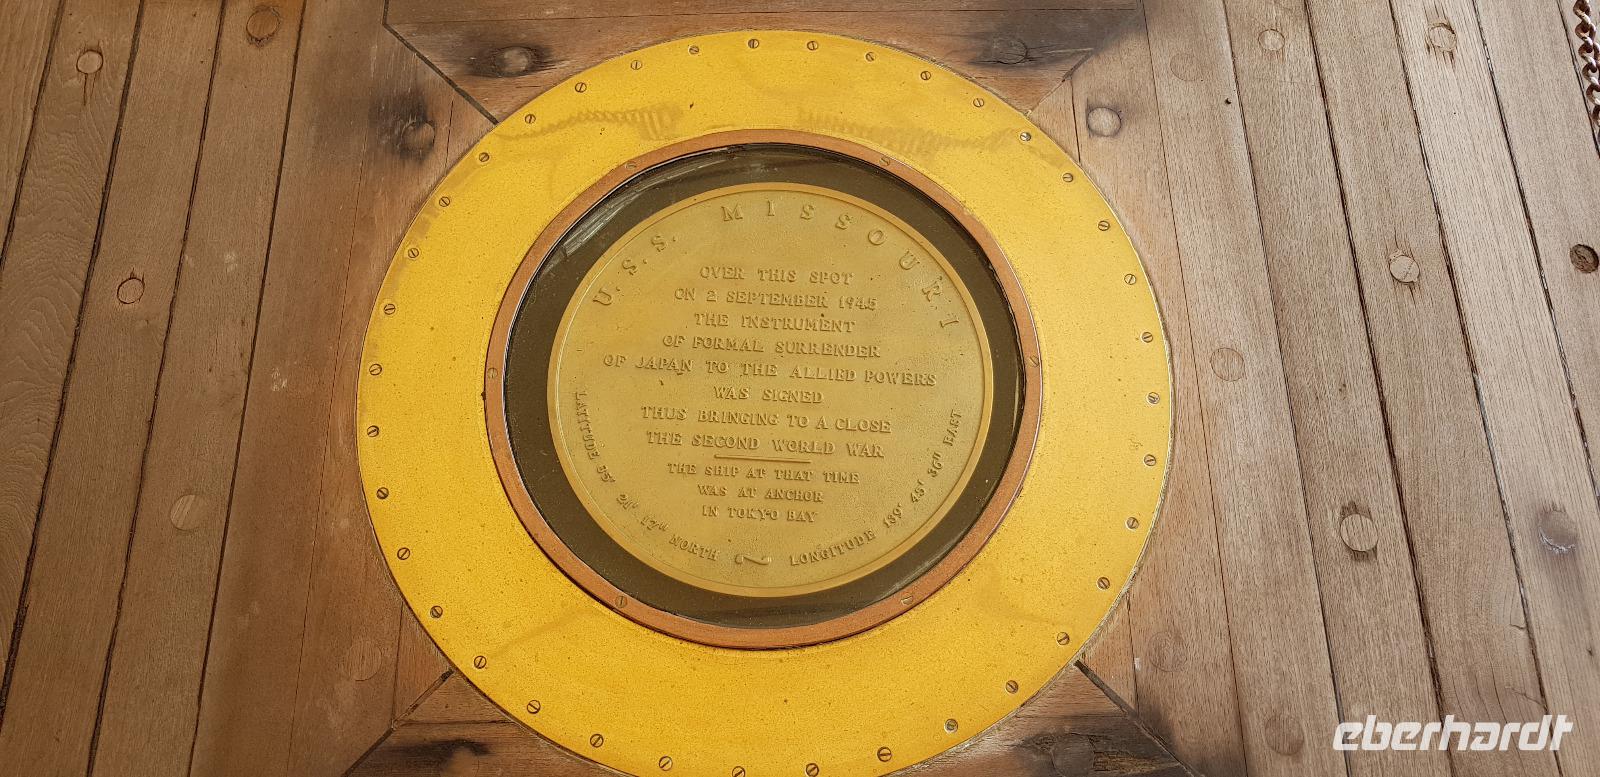 U.S.S. MISSOURI
OVER THIS SPOT
ON 2 SEPTEMBER 1945
THE INSTRUMENT
OF FORMAL SURRENDER
OF JAPAN TO THE ALLIED POWERS
WAS SIGNED
THUS BRINGING TO A CLOSE
THE SECOND WORLD WAR
THE SHIP AT THAT TIME
WAS AT ANCHOR
IN TOKYO BAY
LATITUDE 35° NORTH
LONGITUDE 139° 45' 36" EAST
eberhardt